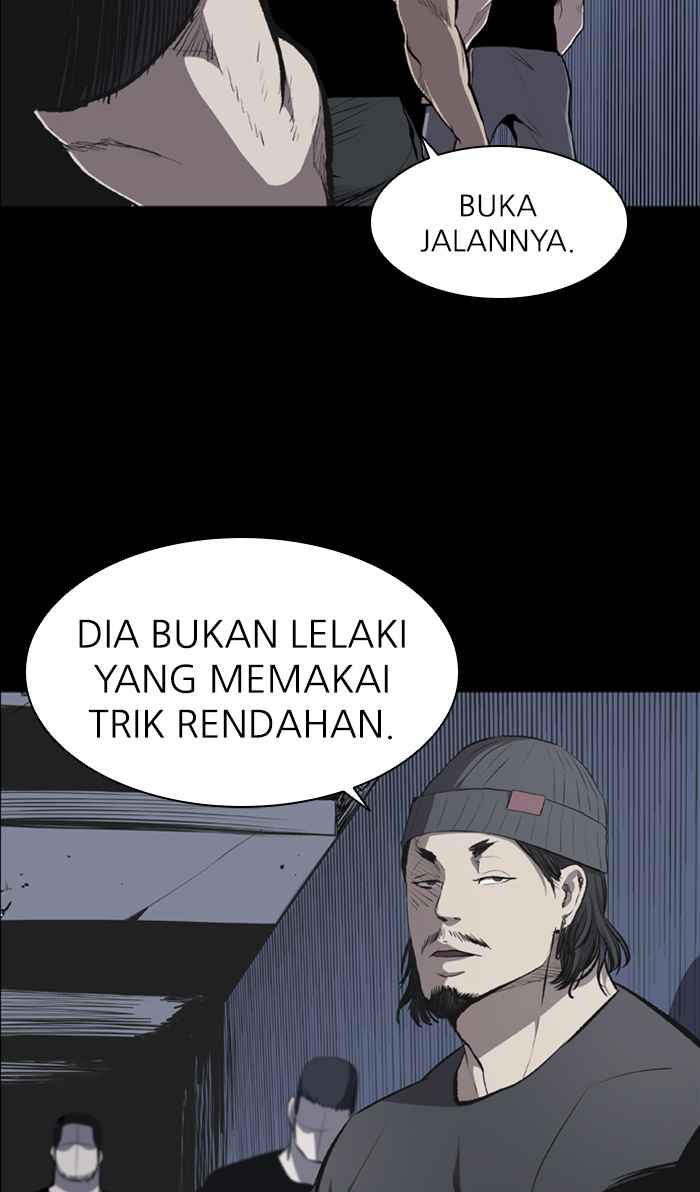 BUKA
JALANNYA.
DIA BUKAN LELAKI
YANG MEMAKAI
TRIK RENDAHAN.